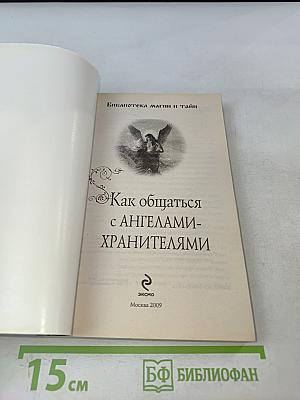 Библиотека магии и тайн
Как общаться
с АНГЕЛАМИ-
ХРАНИТЕЛЯМИ
ЭКСМО
Москва 2009
15 см
БФ БИБЛИОФАН